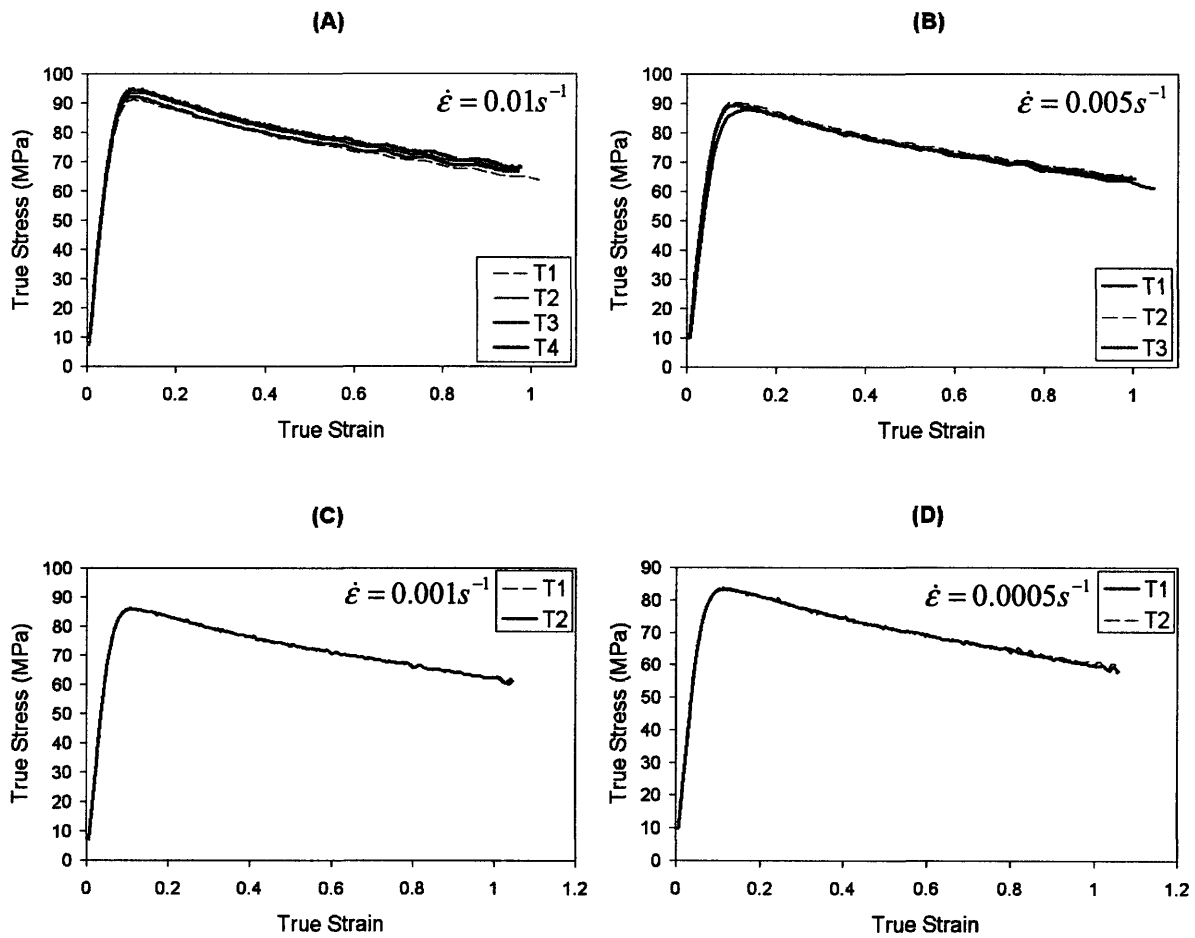 (A)
100
90
80
70
60
50
40
30
20
10
0
True Stress (MPa)
ε̇ = 0.01s⁻¹
T1
T2
T3
T4
0 0.2 0.4 0.6 0.8 1
True Strain
(B)
100
90
80
70
60
50
40
30
20
10
0
True Stress (MPa)
ε̇ = 0.005s⁻¹
T1
T2
T3
0 0.2 0.4 0.6 0.8 1
True Strain
(C)
100
90
80
70
60
50
40
30
20
10
0
True Stress (MPa)
ε̇ = 0.001s⁻¹
T1
T2
0 0.2 0.4 0.6 0.8 1 1.2
True Strain
(D)
90
80
70
60
50
40
30
20
10
0
True Stress (MPa)
ε̇ = 0.0005s⁻¹
T1
T2
0 0.2 0.4 0.6 0.8 1 1.2
True Strain